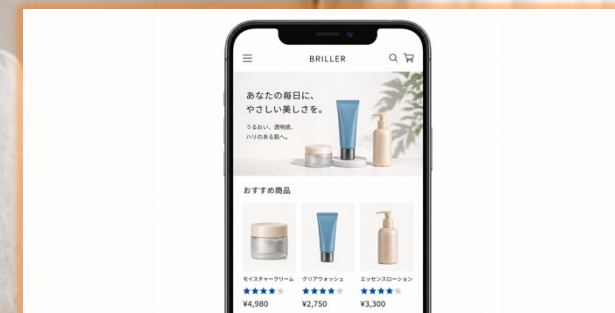 BRILLER
あなたの毎日に、
やさしい美しさを。
うるおい、透明感、
ハリのある肌へ。
おすすめ商品
モイスチャークリーム クリアウォッシュ エッセンスローション
★★★★★ ★★★★★ ★★★★★
¥4,980 ¥2,750 ¥3,300